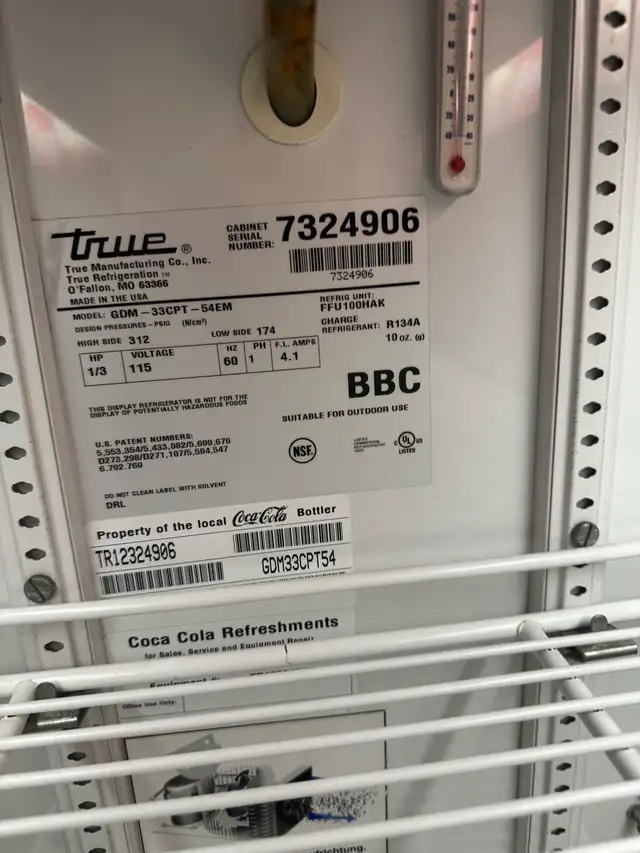 true®
CABINET
SERIAL
NUMBER:
7324906
7324906
True Manufacturing Co., Inc.
True Refrigeration ™
O'Fallon, MO 63366
MADE IN THE USA
MODEL: GDM-33CPT-54EM
REFRIG UNIT:
FFU100HAK
DESIGN PRESSURES-PSIG (N/cm²)
HIGH SIDE 312
LOW SIDE 174
CHARGE
REFRIGERANT: R134A
10 oz. (g)
HP VOLTAGE HZ PH F.L. AMPS
1/3 115 60 1 4.1
BBC
THIS DISPLAY REFRIGERATOR IS NOT FOR THE
DISPLAY OF POTENTIALLY HAZARDOUS FOODS
SUITABLE FOR OUTDOOR USE
U.S. PATENT NUMBERS:
5,553,354/5,433,082/5,699,676
D273,298/D271,107/5,584,547
6.792.769
NSF
C UL US
LISTED
DO NOT CLEAN LABEL WITH SOLVENT
DRL
Property of the local Coca-Cola Bottler
TR12324906
GDM33CPT54
Coca Cola Refreshments
for Sales, Service and Equipment Repair
Office Use Only: